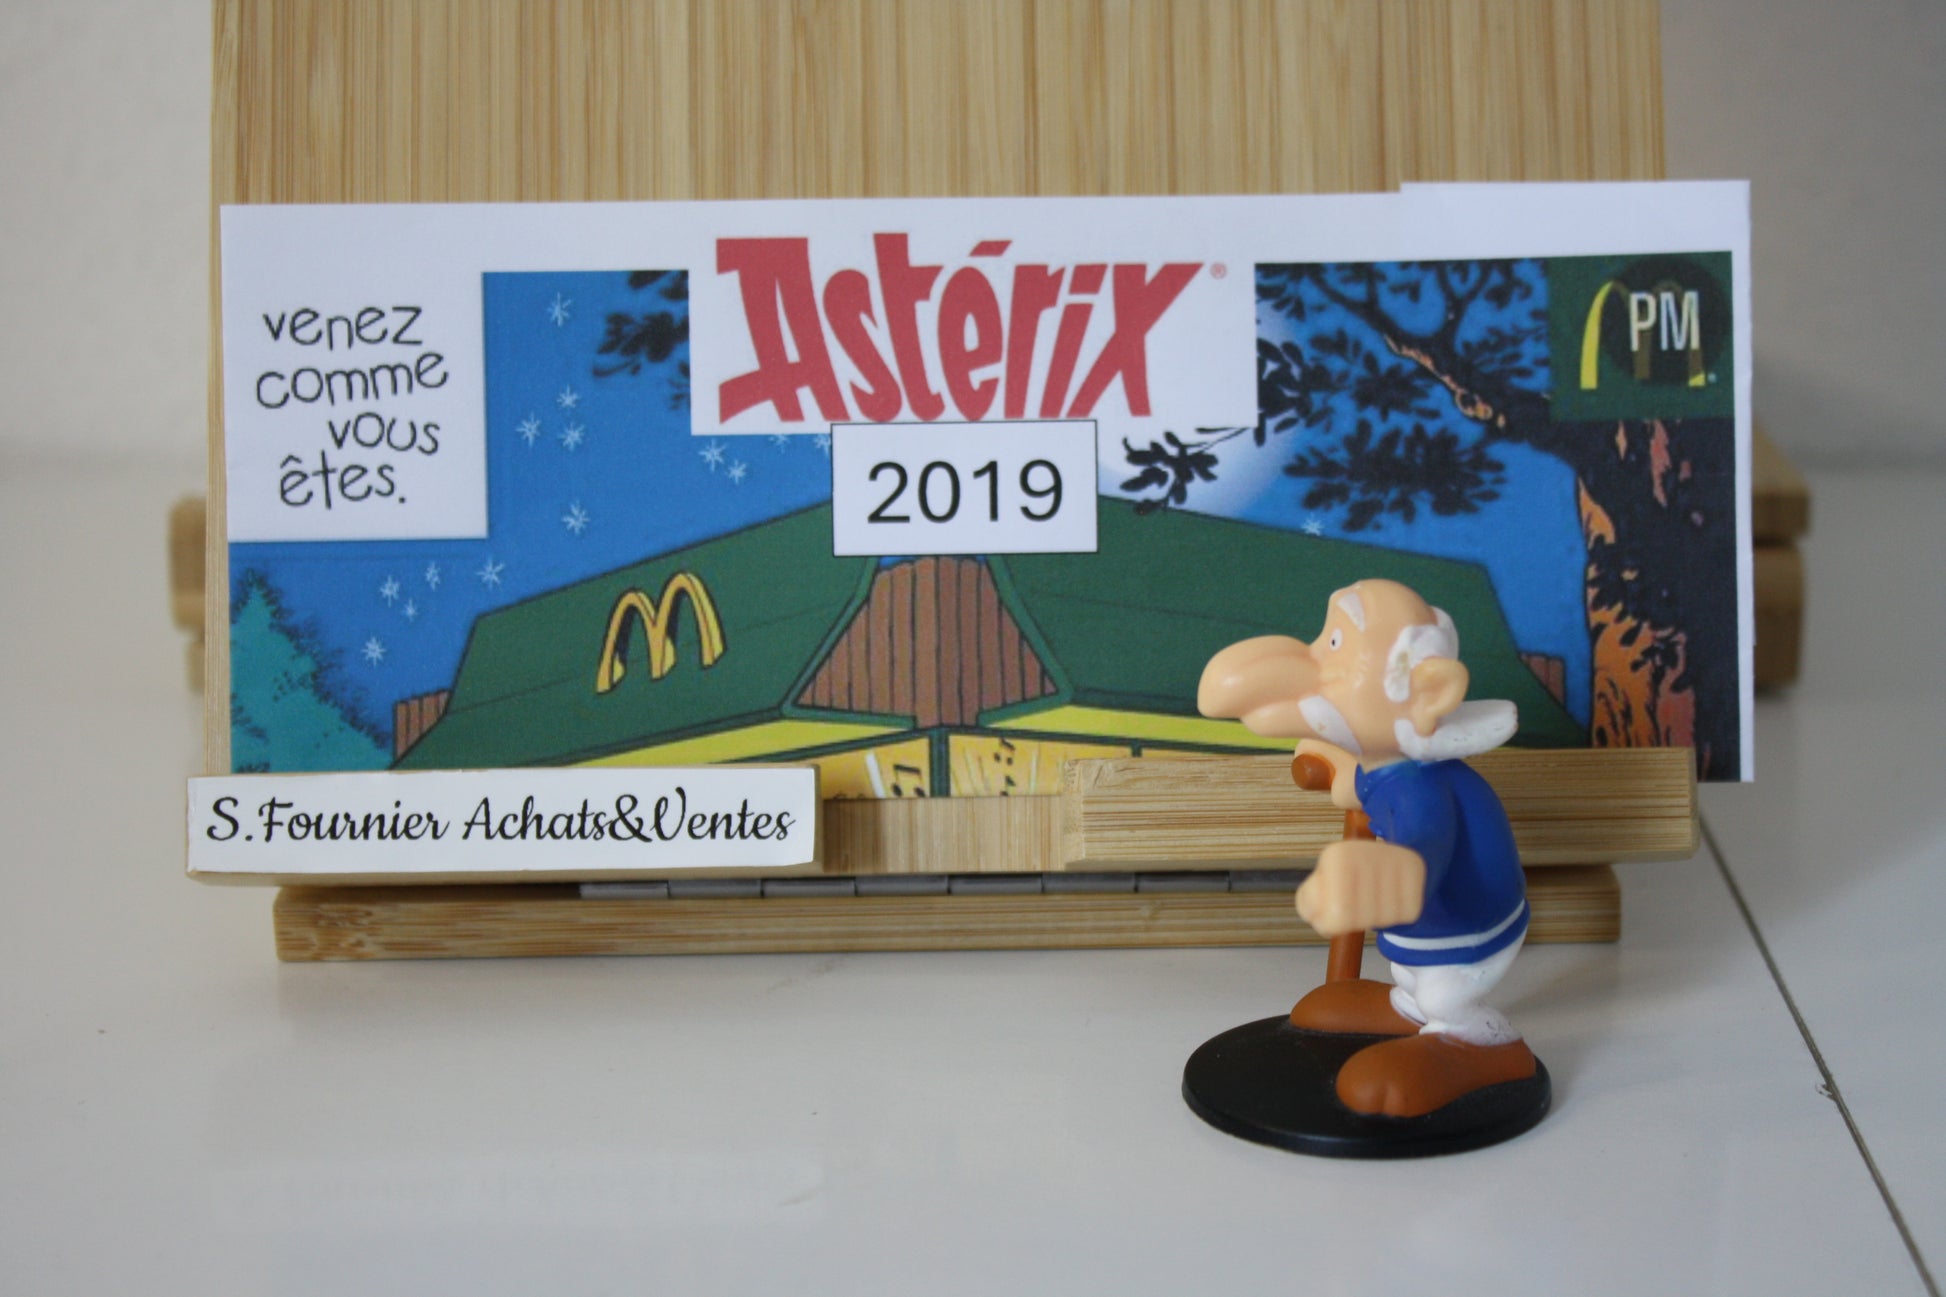 venez
comme
vous
êtes.
Astérix®
2019
PM
M
S.Fournier Achats&Ventes